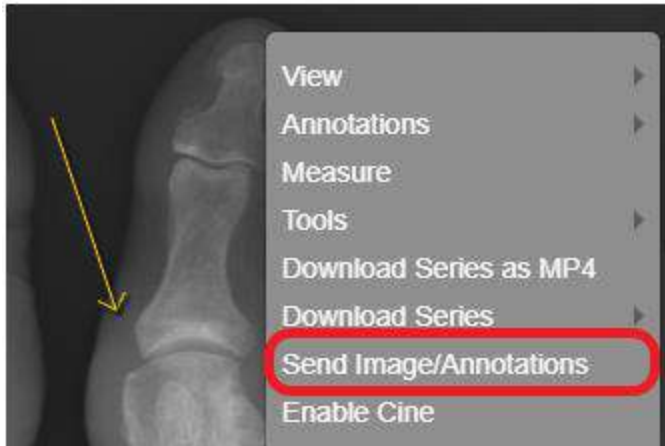 View
Annotations
Measure
Tools
Download Series as MP4
Download Series
Send Image/Annotations
Enable Cine